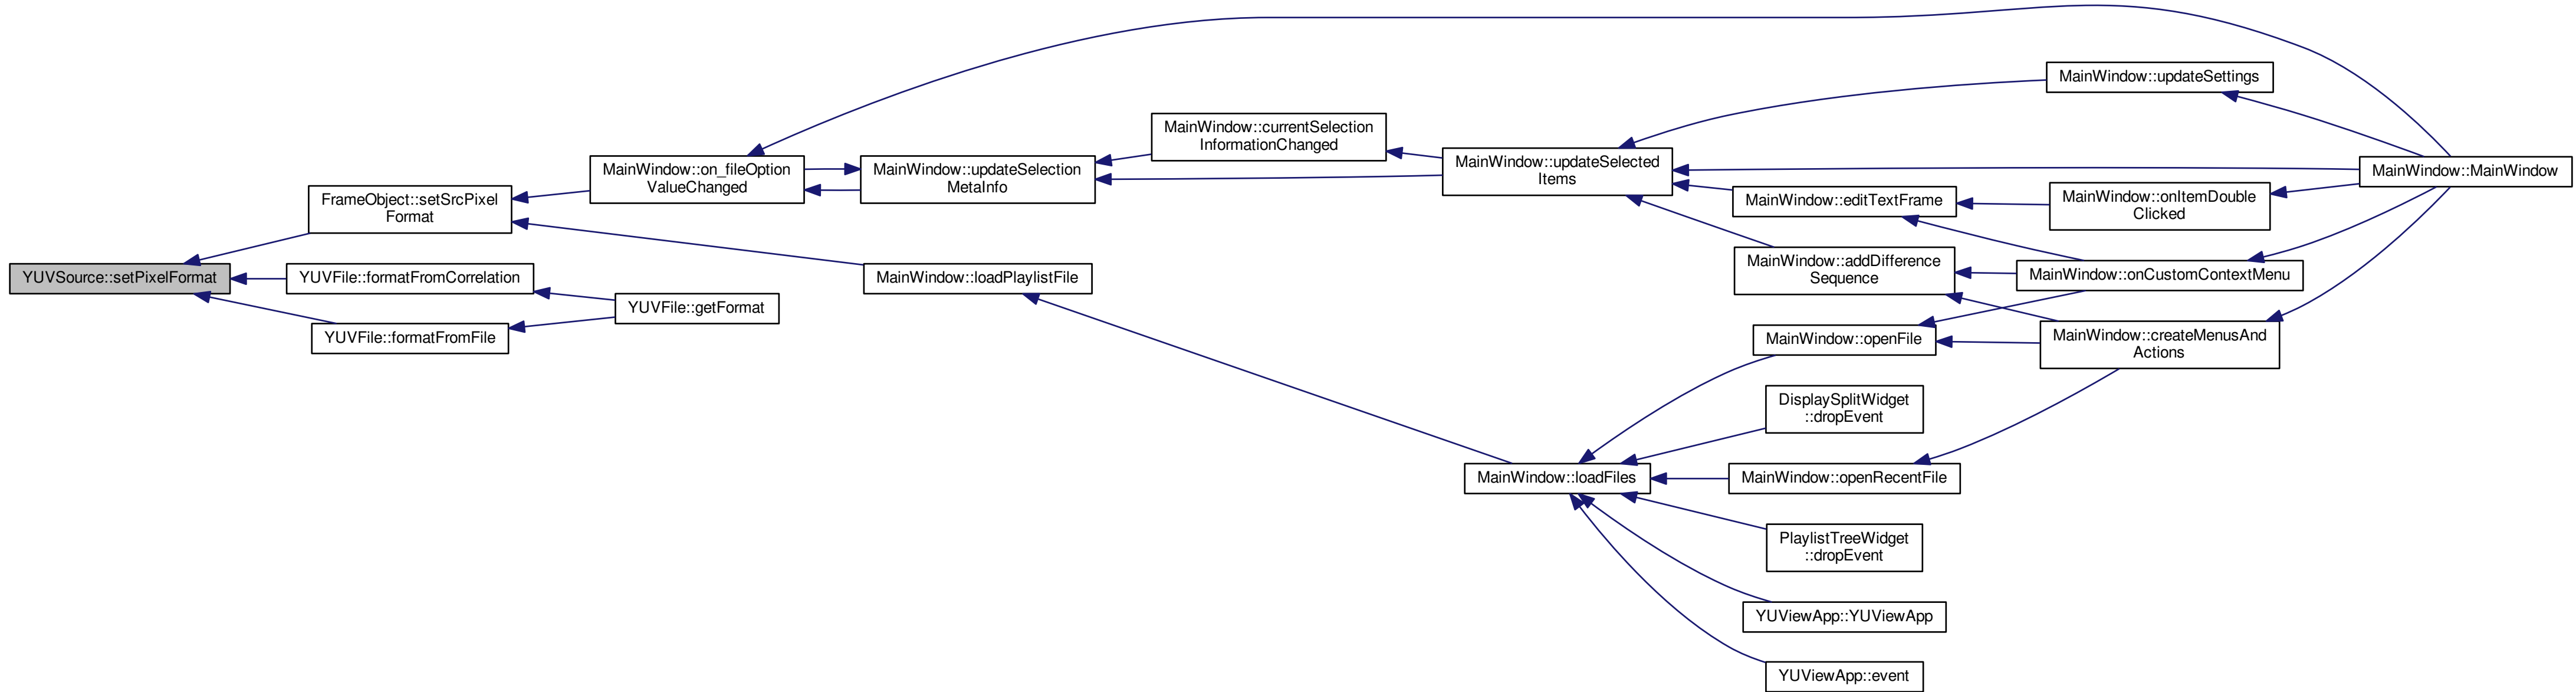 YUVSource::setPixelFormat
FrameObject::setSrcPixel
Format
YUVFile::formatFromCorrelation
YUVFile::formatFromFile
YUVFile::getFormat
MainWindow::on_fileOption
ValueChanged
MainWindow::updateSelection
MetaInfo
MainWindow::loadPlaylistFile
MainWindow::currentSelection
InformationChanged
MainWindow::updateSelected
Items
MainWindow::loadFiles
MainWindow::updateSettings
MainWindow::editTextFrame
MainWindow::onItemDouble
Clicked
MainWindow::addDifference
Sequence
MainWindow::onCustomContextMenu
MainWindow::openFile
MainWindow::createMenusAnd
Actions
DisplaySplitWidget
::dropEvent
MainWindow::openRecentFile
PlaylistTreeWidget
::dropEvent
YUViewApp::YUViewApp
YUViewApp::event
MainWindow::MainWindow